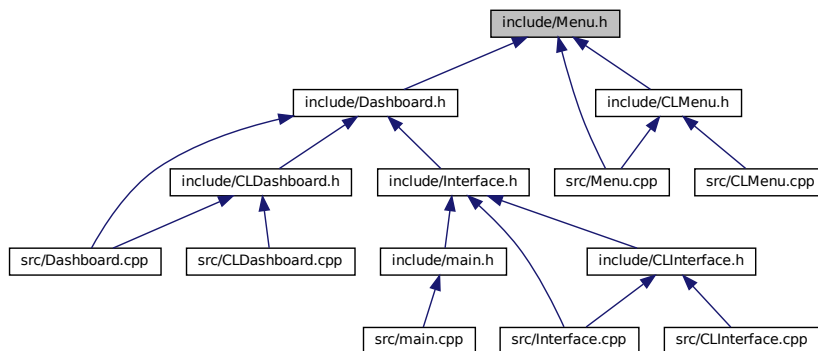 include/Menu.h
include/Dashboard.h
include/CLMenu.h
include/CLDashboard.h
include/Interface.h
src/Menu.cpp
src/CLMenu.cpp
src/Dashboard.cpp
src/CLDashboard.cpp
include/main.h
include/CLInterface.h
src/main.cpp
src/Interface.cpp
src/CLInterface.cpp